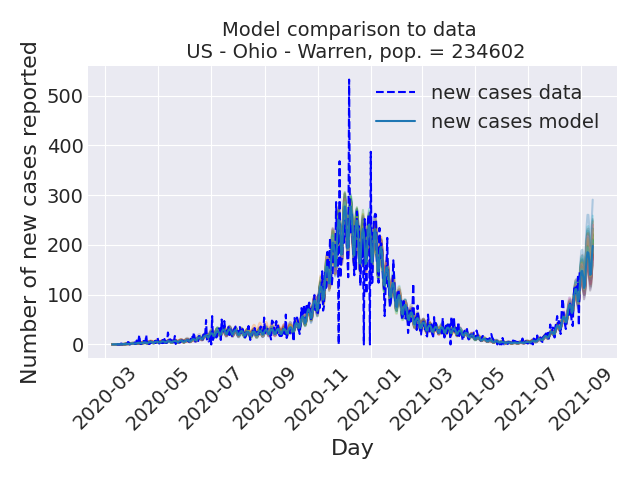 Model comparison to data
US - Ohio - Warren, pop. = 234602
Number of new cases reported
500
400
300
200
100
0
new cases data
new cases model
2020-03
2020-05
2020-07
2020-09
2020-11
2021-01
2021-03
2021-05
2021-07
2021-09
Day